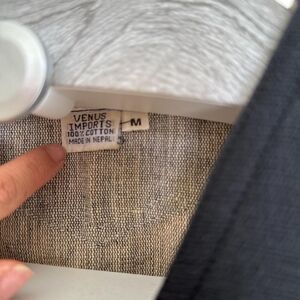 VENUS
IMPORTS
100% COTTON
MADE IN NEPAL
M